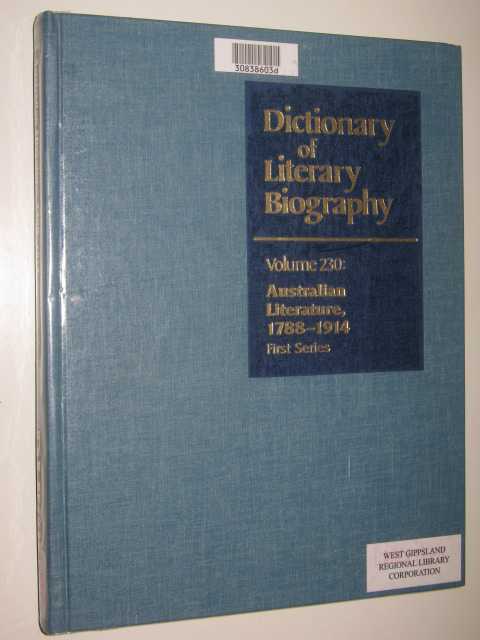 30838603d
Dictionary
of
Literary
Biography
Volume 230:
Australian
Literature,
1788–1914
First Series
WEST GIPPSLAND
REGIONAL LIBRARY
CORPORATION